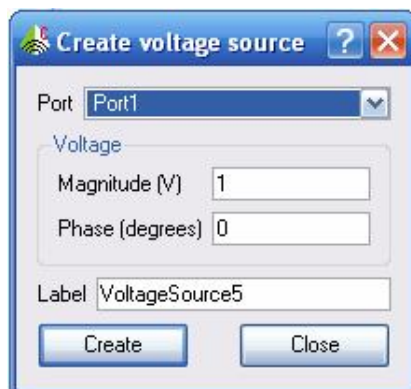 Create voltage source
Port Port1
Voltage
Magnitude (V) 1
Phase (degrees) 0
Label VoltageSource5
Create Close